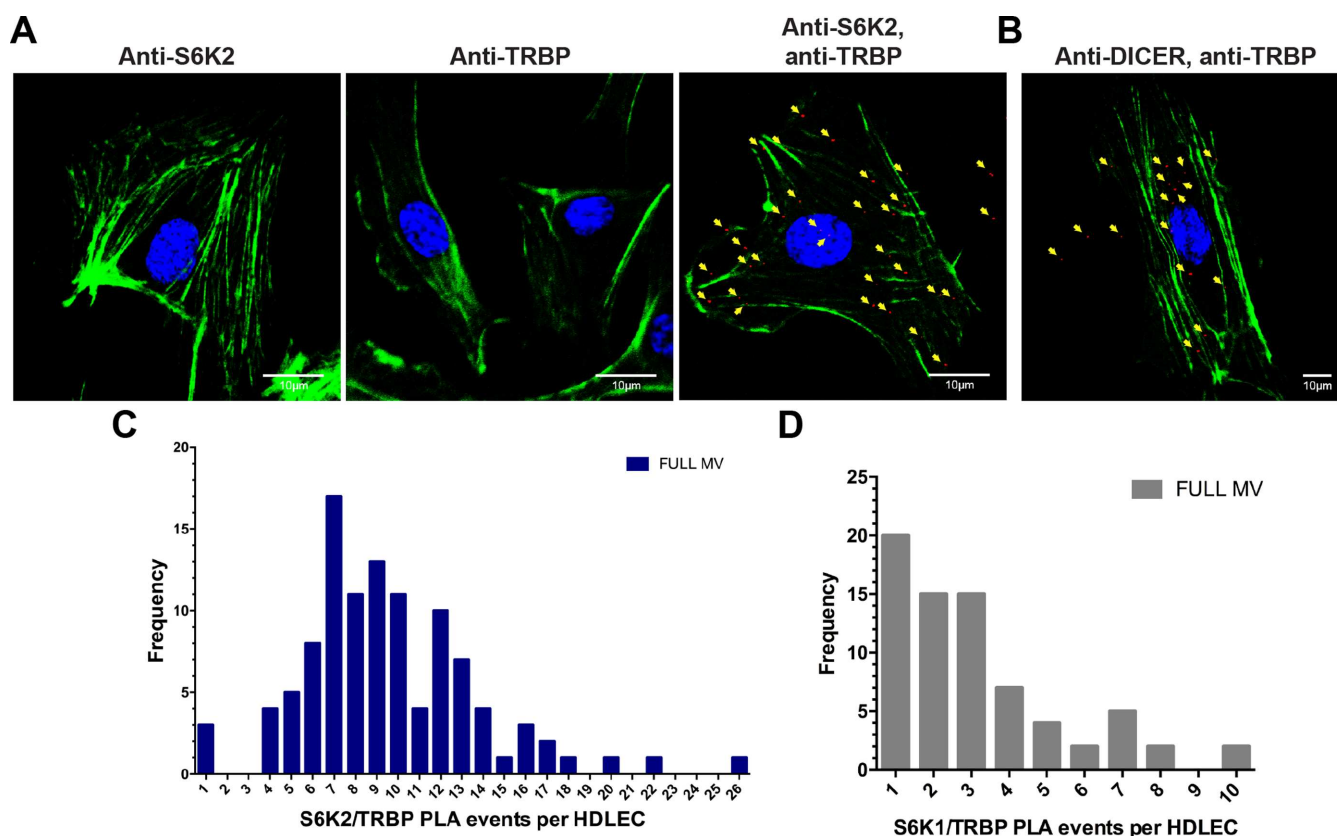 A
B
Anti-S6K2
Anti-TRBP
Anti-S6K2,
anti-TRBP
Anti-DICER, anti-TRBP
10µm
10µm
10µm
10µm
C
D
20
15
10
5
0
Frequency
FULL MV
1 2 3 4 5 6 7 8 9 10 11 12 13 14 15 16 17 18 19 20 21 22 23 24 25 26
S6K2/TRBP PLA events per HDLEC
25
20
15
10
5
0
Frequency
FULL MV
1 2 3 4 5 6 7 8 9 10
S6K1/TRBP PLA events per HDLEC